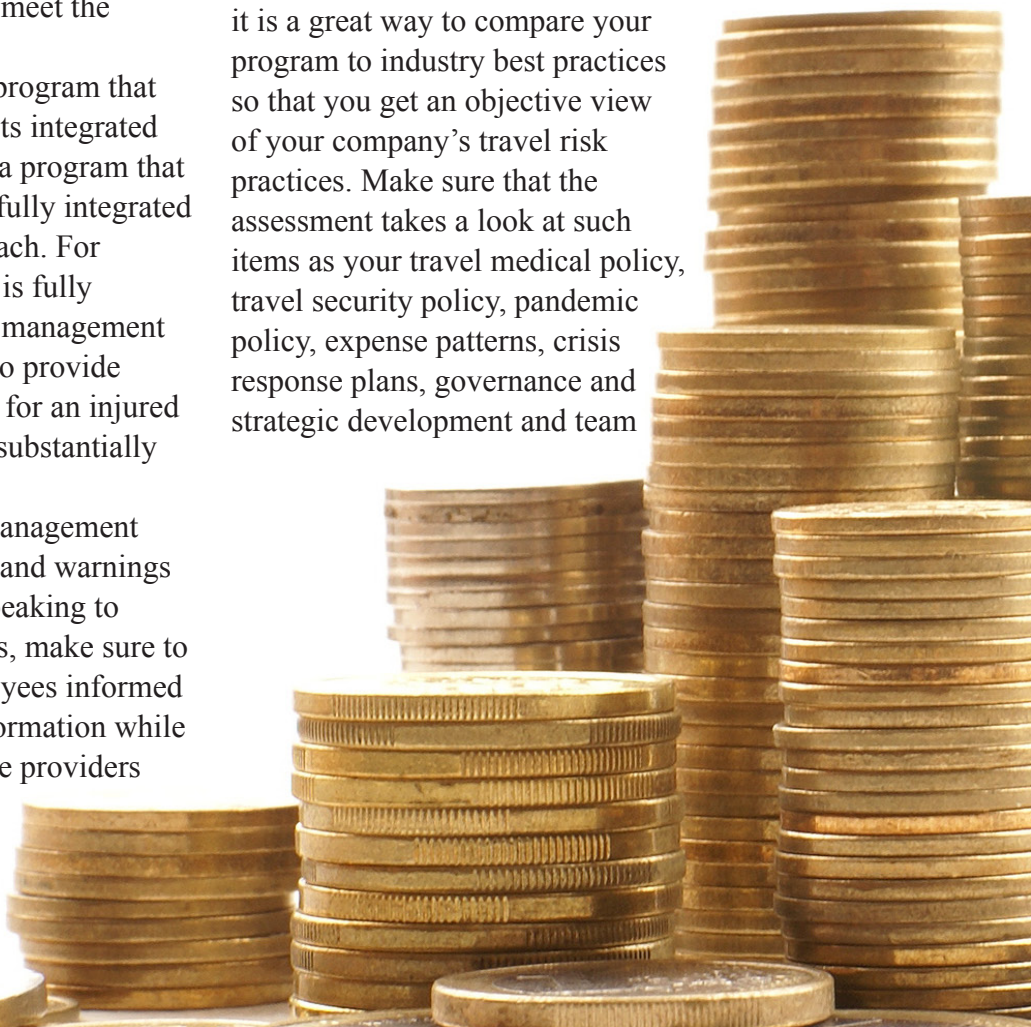 meet the
program that
ts integrated
a program that
fully integrated
ach. For
is fully
management
o provide
for an injured
substantially
anagement
and warnings
eaking to
s, make sure to
yees informed
ormation while
e providers
it is a great way to compare your
program to industry best practices
so that you get an objective view
of your company’s travel risk
practices. Make sure that the
assessment takes a look at such
items as your travel medical policy,
travel security policy, pandemic
policy, expense patterns, crisis
response plans, governance and
strategic development and team